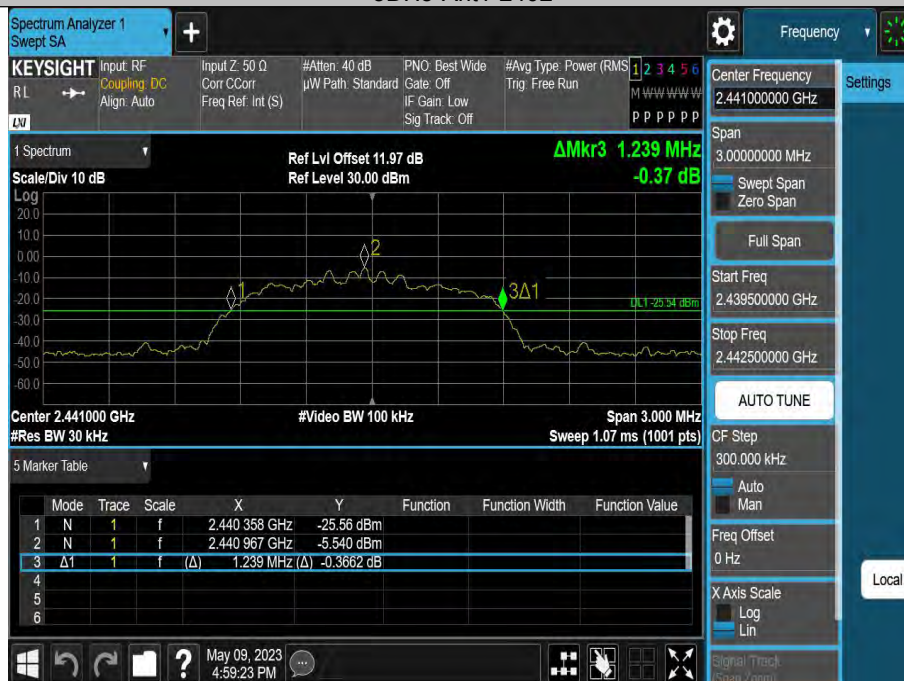 Spectrum Analyzer 1
Swept SA
Frequency
KEYSIGHT
RL
LXI
Input: RF
Coupling: DC
Align: Auto
Input Z: 50 Ω
Corr CCorr
Freq Ref: Int (S)
#Atten: 40 dB
µW Path: Standard
PNO: Best Wide
Gate: Off
IF Gain: Low
Sig Track: Off
#Avg Type: Power (RMS
Trig: Free Run
1 2 3 4 5 6
M W W W W W
P P P P P P
Center Frequency
2.441000000 GHz
Settings
1 Spectrum
Scale/Div 10 dB
Ref Lvl Offset 11.97 dB
Ref Level 30.00 dBm
ΔMkr3 1.239 MHz
-0.37 dB
Span
3.00000000 MHz
Swept Span
Zero Span
Full Span
Log
20.0
10.0
0.00
-10.0
-20.0
-30.0
-40.0
-50.0
-60.0
1
2
3Δ1
DL1 -25.54 dBm
Start Freq
2.439500000 GHz
Stop Freq
2.442500000 GHz
AUTO TUNE
Center 2.441000 GHz
#Video BW 100 kHz
Span 3.000 MHz
#Res BW 30 kHz
Sweep 1.07 ms (1001 pts)
CF Step
300.000 kHz
Auto
Man
5 Marker Table
Mode Trace Scale X Y Function Function Width Function Value
1 N 1 f 2.440 358 GHz -25.56 dBm
2 N 1 f 2.440 967 GHz -5.540 dBm
3 Δ1 1 f (Δ) 1.239 MHz (Δ) -0.3662 dB
4
5
6
Freq Offset
0 Hz
Local
X Axis Scale
Log
Lin
Signal Track
(Span Zoom)
?
May 09, 2023
4:59:23 PM